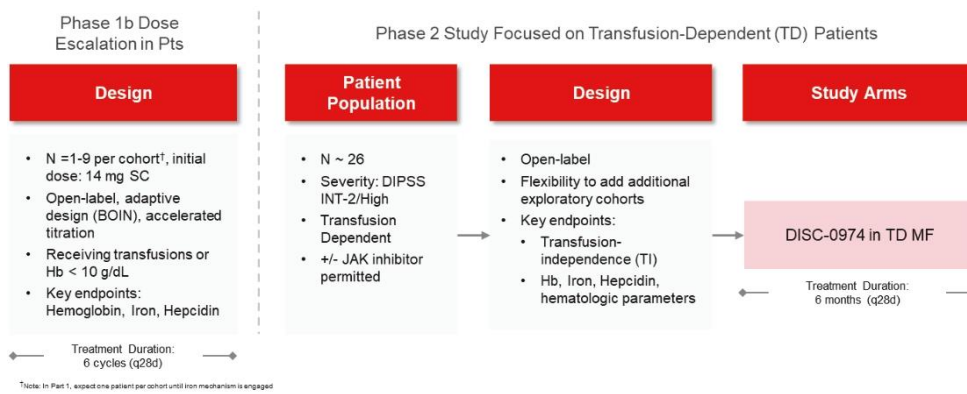 Phase 1b Dose
Escalation in Pts
Design
• N =1-9 per cohort†, initial
dose: 14 mg SC
• Open-label, adaptive
design (BOIN), accelerated
titration
• Receiving transfusions or
Hb < 10 g/dL
• Key endpoints:
Hemoglobin, Iron, Hepcidin
Treatment Duration:
6 cycles (q28d)
†Note: In Part 1, expect one patient per cohort until iron mechanism is engaged
Phase 2 Study Focused on Transfusion-Dependent (TD) Patients
Patient
Population
• N ~ 26
• Severity: DIPSS
INT-2/High
• Transfusion
Dependent
• +/- JAK inhibitor
permitted
Design
• Open-label
• Flexibility to add additional
exploratory cohorts
• Key endpoints:
• Transfusion-
independence (TI)
• Hb, Iron, Hepcidin,
hematologic parameters
Study Arms
DISC-0974 in TD MF
Treatment Duration:
6 months (q28d)